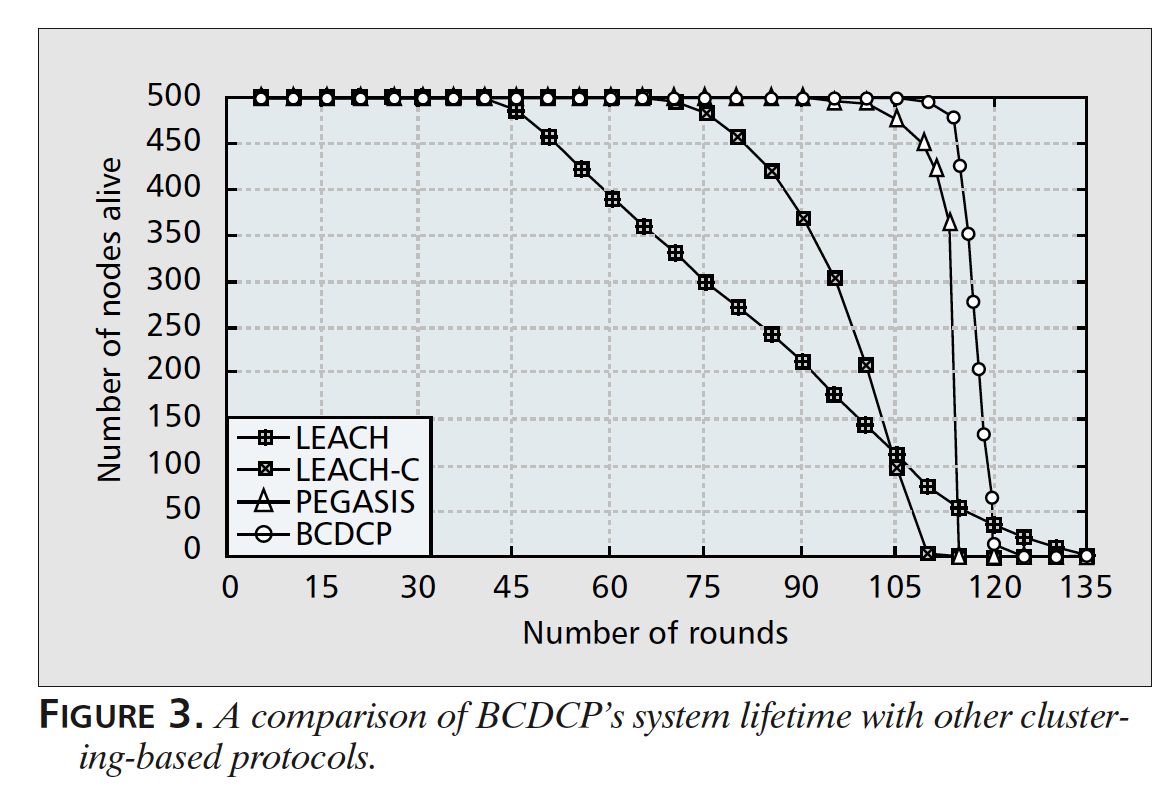 Number of nodes alive
500
450
400
350
300
250
200
150
100
50
0
LEACH
LEACH-C
PEGASIS
BCDCP
0 15 30 45 60 75 90 105 120 135
Number of rounds
FIGURE 3. A comparison of BCDCP's system lifetime with other cluster-
ing-based protocols.